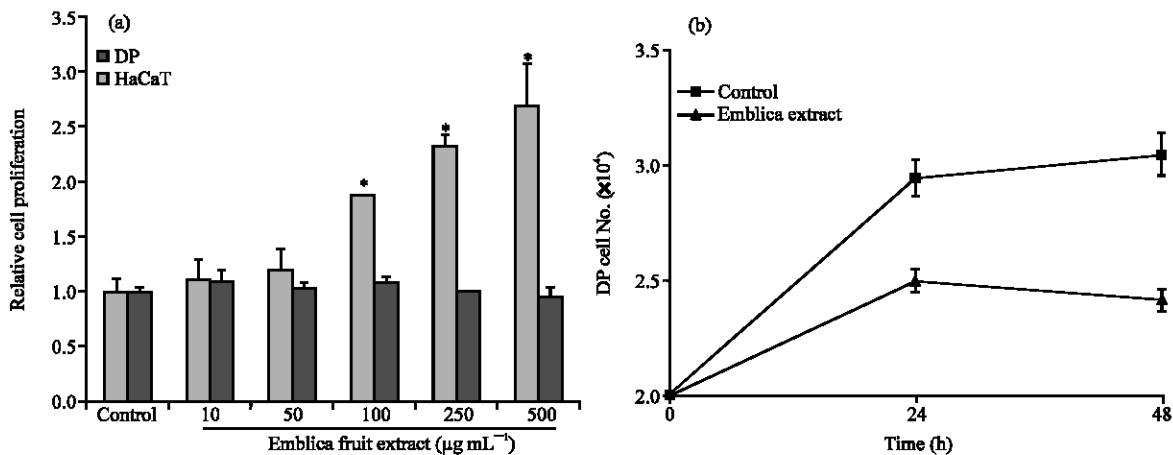 (a)
DP
HaCaT
Relative cell proliferation
3.5
3.0
2.5
2.0
1.5
1.0
0.5
0.0
*
*
*
Control 10 50 100 250 500
Emblica fruit extract (µg mL⁻¹)
(b)
Control
Emblica extract
DP cell No. (×10⁴)
3.5
3.0
2.5
2.0
0 24 48
Time (h)